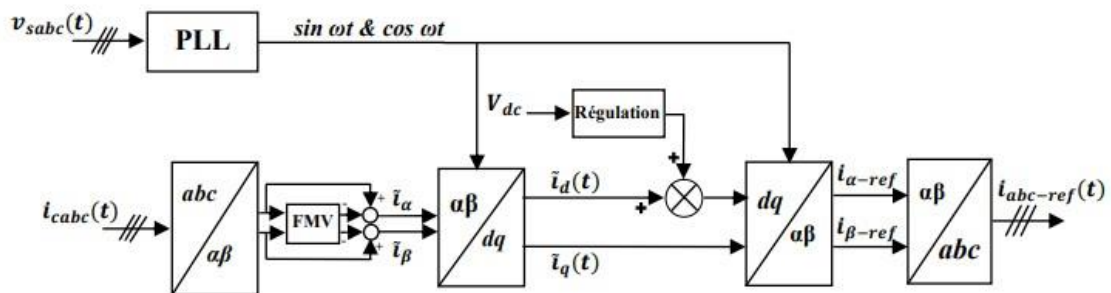 v_sabc(t)
PLL
sin ωt & cos ωt
V_dc
Régulation
+
+
i_cabc(t)
abc
αβ
FMV
-
-
+
+
ĩ_α
ĩ_β
αβ
dq
ĩ_d(t)
ĩ_q(t)
dq
αβ
i_α-ref
i_β-ref
αβ
abc
i_abc-ref(t)